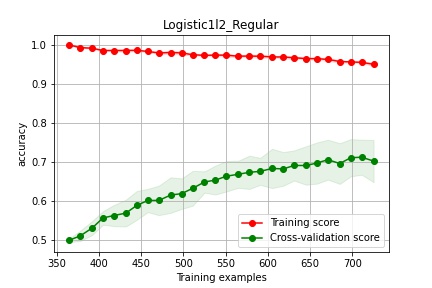 Logistic1l2_Regular
1.0
0.9
0.8
0.7
0.6
0.5
accuracy
Training score
Cross-validation score
350 400 450 500 550 600 650 700
Training examples